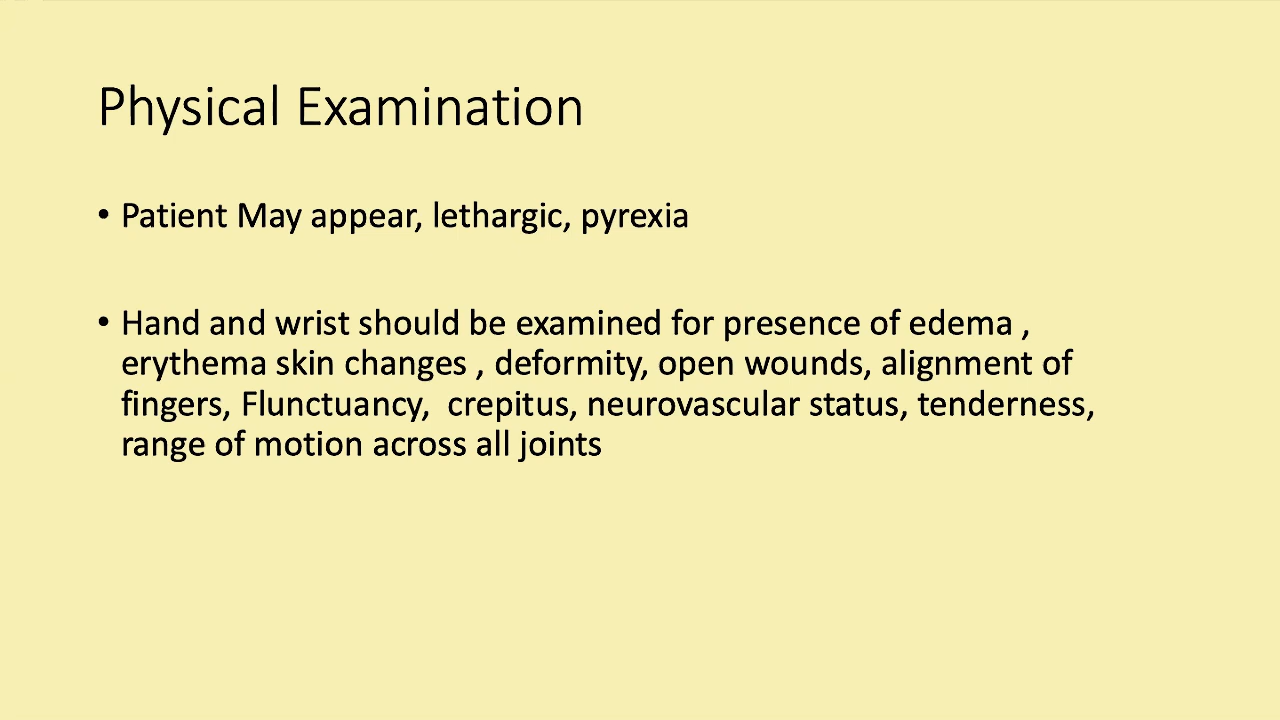 Physical Examination
• Patient May appear, lethargic, pyrexia
• Hand and wrist should be examined for presence of edema ,
erythema skin changes , deformity, open wounds, alignment of
fingers, Flunctuancy,  crepitus, neurovascular status, tenderness,
range of motion across all joints